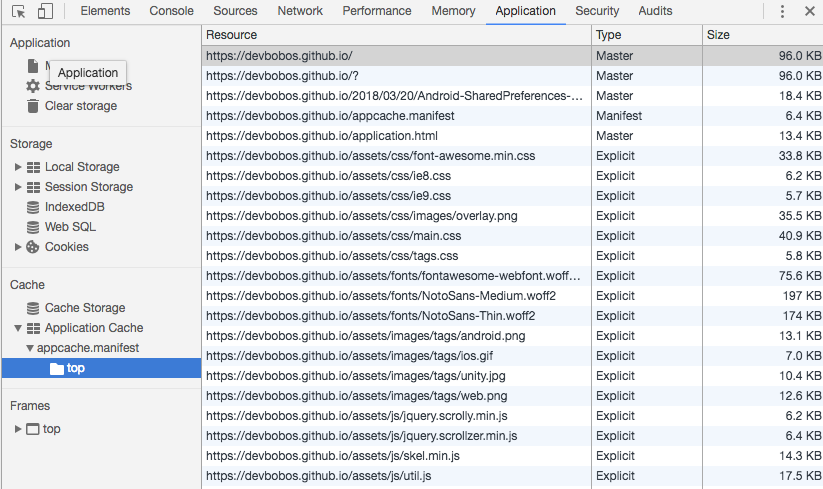 Elements Console Sources Network Performance Memory Application Security Audits
Application
Application
Service Workers
Clear storage
Storage
Local Storage
Session Storage
IndexedDB
Web SQL
Cookies
Cache
Cache Storage
Application Cache
appcache.manifest
top
Frames
top
Resource Type Size
https://devbobos.github.io/ Master 96.0 KB
https://devbobos.github.io/? Master 96.0 KB
https://devbobos.github.io/2018/03/20/Android-SharedPreferences-... Master 18.4 KB
https://devbobos.github.io/appcache.manifest Manifest 6.4 KB
https://devbobos.github.io/application.html Master 13.4 KB
https://devbobos.github.io/assets/css/font-awesome.min.css Explicit 33.8 KB
https://devbobos.github.io/assets/css/ie8.css Explicit 6.2 KB
https://devbobos.github.io/assets/css/ie9.css Explicit 5.7 KB
https://devbobos.github.io/assets/css/images/overlay.png Explicit 35.5 KB
https://devbobos.github.io/assets/css/main.css Explicit 40.9 KB
https://devbobos.github.io/assets/css/tags.css Explicit 5.8 KB
https://devbobos.github.io/assets/fonts/fontawesome-webfont.woff... Explicit 75.6 KB
https://devbobos.github.io/assets/fonts/NotoSans-Medium.woff2 Explicit 197 KB
https://devbobos.github.io/assets/fonts/NotoSans-Thin.woff2 Explicit 174 KB
https://devbobos.github.io/assets/images/tags/android.png Explicit 13.1 KB
https://devbobos.github.io/assets/images/tags/ios.gif Explicit 7.0 KB
https://devbobos.github.io/assets/images/tags/unity.jpg Explicit 10.4 KB
https://devbobos.github.io/assets/images/tags/web.png Explicit 12.6 KB
https://devbobos.github.io/assets/js/jquery.scrolly.min.js Explicit 6.2 KB
https://devbobos.github.io/assets/js/jquery.scrollzer.min.js Explicit 6.4 KB
https://devbobos.github.io/assets/js/skel.min.js Explicit 14.3 KB
https://devbobos.github.io/assets/js/util.js Explicit 17.5 KB